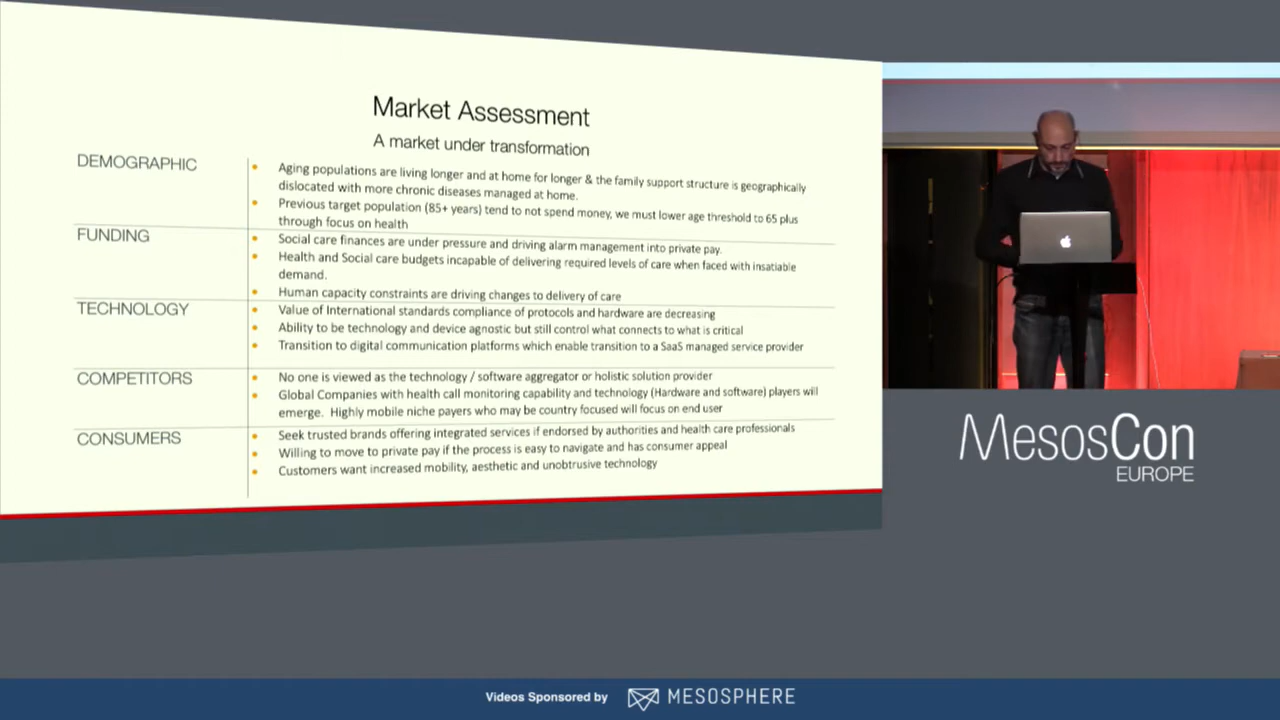 Market Assessment
A market under transformation
DEMOGRAPHIC
Aging populations are living longer and at home for longer & the family support structure is geographically
dislocated with more chronic diseases managed at home.
Previous target population (85+ years) tend to not spend money, we must lower age threshold to 65 plus
through focus on health
FUNDING
Social care finances are under pressure and driving alarm management into private pay.
Health and Social care budgets incapable of delivering required levels of care when faced with insatiable
demand.
Human capacity constraints are driving changes to delivery of care
TECHNOLOGY
Value of International standards compliance of protocols and hardware are decreasing
Ability to be technology and device agnostic but still control what connects to what is critical
Transition to digital communication platforms which enable transition to a SaaS managed service provider
COMPETITORS
No one is viewed as the technology / software aggregator or holistic solution provider
Global Companies with health call monitoring capability and technology (Hardware and software) players will
emerge. Highly mobile niche payers who may be country focused will focus on end user
CONSUMERS
Seek trusted brands offering integrated services if endorsed by authorities and health care professionals
Willing to move to private pay if the process is easy to navigate and has consumer appeal
Customers want increased mobility, aesthetic and unobtrusive technology
MesosCon
EUROPE
Videos Sponsored by MESOSPHERE